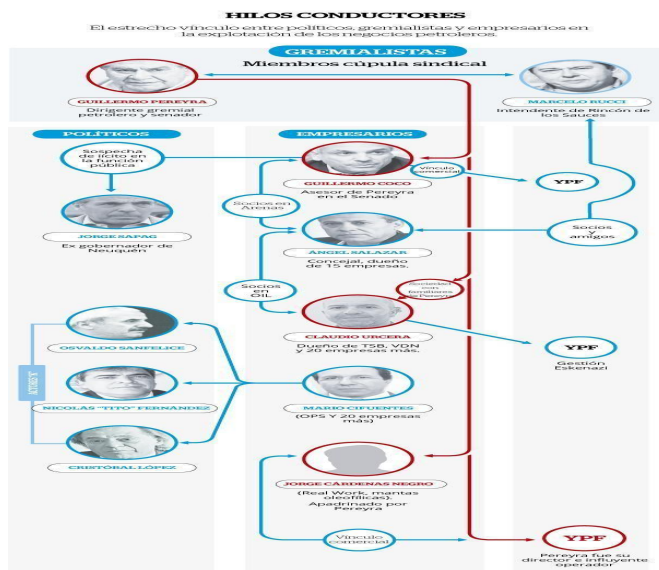 HILOS CONDUCTORES
El estrecho vínculo entre políticos, gremialistas y empresarios en
la explotación de los negocios petroleros.
GREMIALISTAS
Miembros cúpula sindical
GUILLERMO PEREYRA
Dirigente gremial
petrolero y senador
MARCELO RUCCI
Intendente de Rincón de
los Sauces
POLÍTICOS
EMPRESARIOS
Sospecha
de ilícito en
la función
pública
GUILLERMO COCO
Asesor de Pereyra
en el Senado
Vínculo
comercial
YPF
Socios en
Arenas
JORGE SAPAG
Ex gobernador de
Neuquén
ÁNGEL SALAZAR
Concejal, dueño
de 15 empresas.
Socios
y
amigos
Socios
en
OIL
Sociedad
con
familiares
de Pereyra
CLAUDIO URCERA
Dueño de TSB, VDN
y 20 empresas más.
YPF
Gestión
Eskenazi
OSVALDO SANFELICE
NICOLÁS "TITO" FERNÁNDEZ
CRISTÓBAL LÓPEZ
MARIO CIFUENTES
(OPS Y 20 empresas
más)
JORGE CÁRDENAS NEGRO
(Real Work, mantas
oleofílicas).
Apadrinado por
Pereyra
Vínculo
comercial
YPF
Pereyra fue su
director e influyente
operador